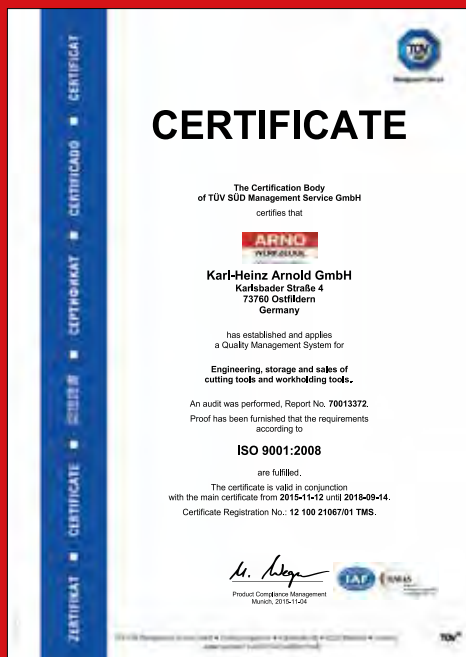 TÜV
CERTIFICATE
The Certification Body
of TÜV SÜD Management Service GmbH
certifies that
ARNO
WERKZEUGE
Karl-Heinz Arnold GmbH
Karlsbader Straße 4
73760 Ostfildern
Germany
has established and applies
a Quality Management System for
Engineering, storage and sales of
cutting tools and workholding tools.
An audit was performed, Report No. 70013372.
Proof has been furnished that the requirements
according to
ISO 9001:2008
are fulfilled.
The certificate is valid in conjunction
with the main certificate from 2015-11-12 until 2018-09-14.
Certificate Registration No.: 12 100 21067/01 TMS.
Product Compliance Management
Munich, 2015-11-04
IAF
TÜV®
ZERTIFIKAT ■ CERTIFICATE ■ ■ СЕРТИФИКАТ ■ CERTIFICADO ■ CERTIFICAT